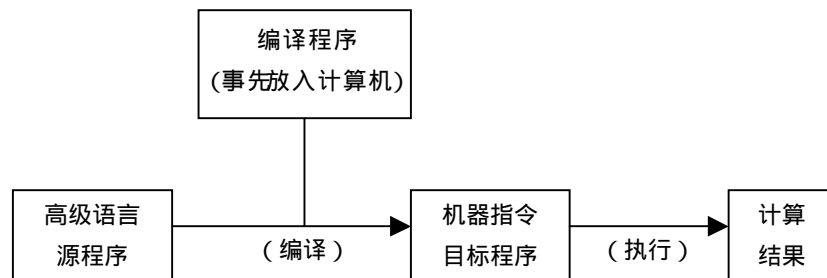 编译程序
(事先放入计算机)
高级语言
源程序
(编译)
机器指令
目标程序
(执行)
计算
结果